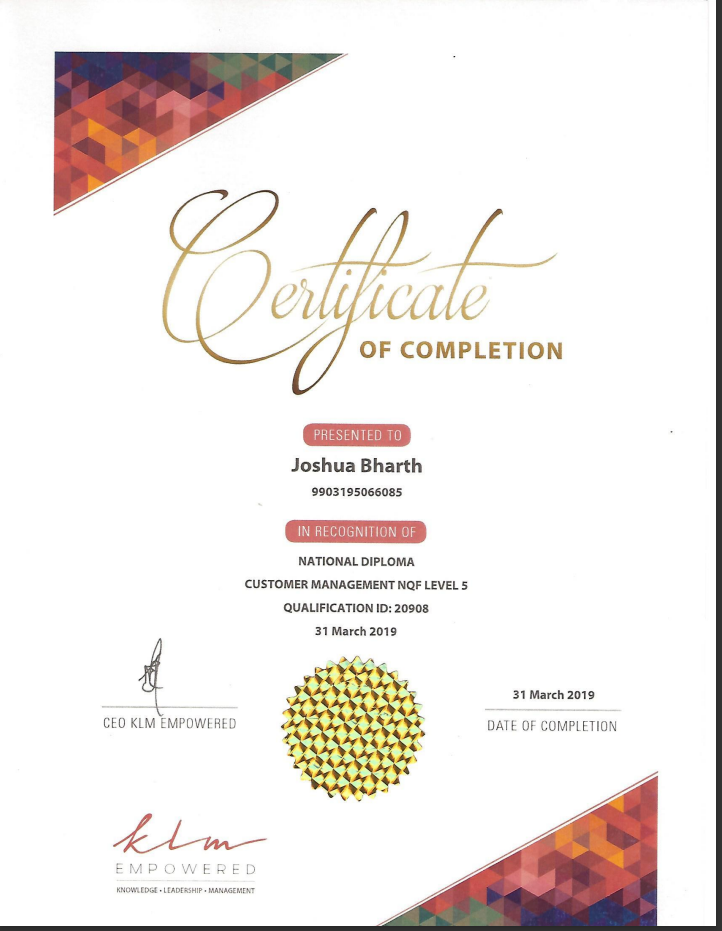 Certificate
OF COMPLETION
PRESENTED TO
Joshua Bharth
9903195066085
IN RECOGNITION OF
NATIONAL DIPLOMA
CUSTOMER MANAGEMENT NQF LEVEL 5
QUALIFICATION ID: 20908
31 March 2019
CEO KLM EMPOWERED
31 March 2019
DATE OF COMPLETION
klm
EMPOWERED
KNOWLEDGE • LEADERSHIP • MANAGEMENT